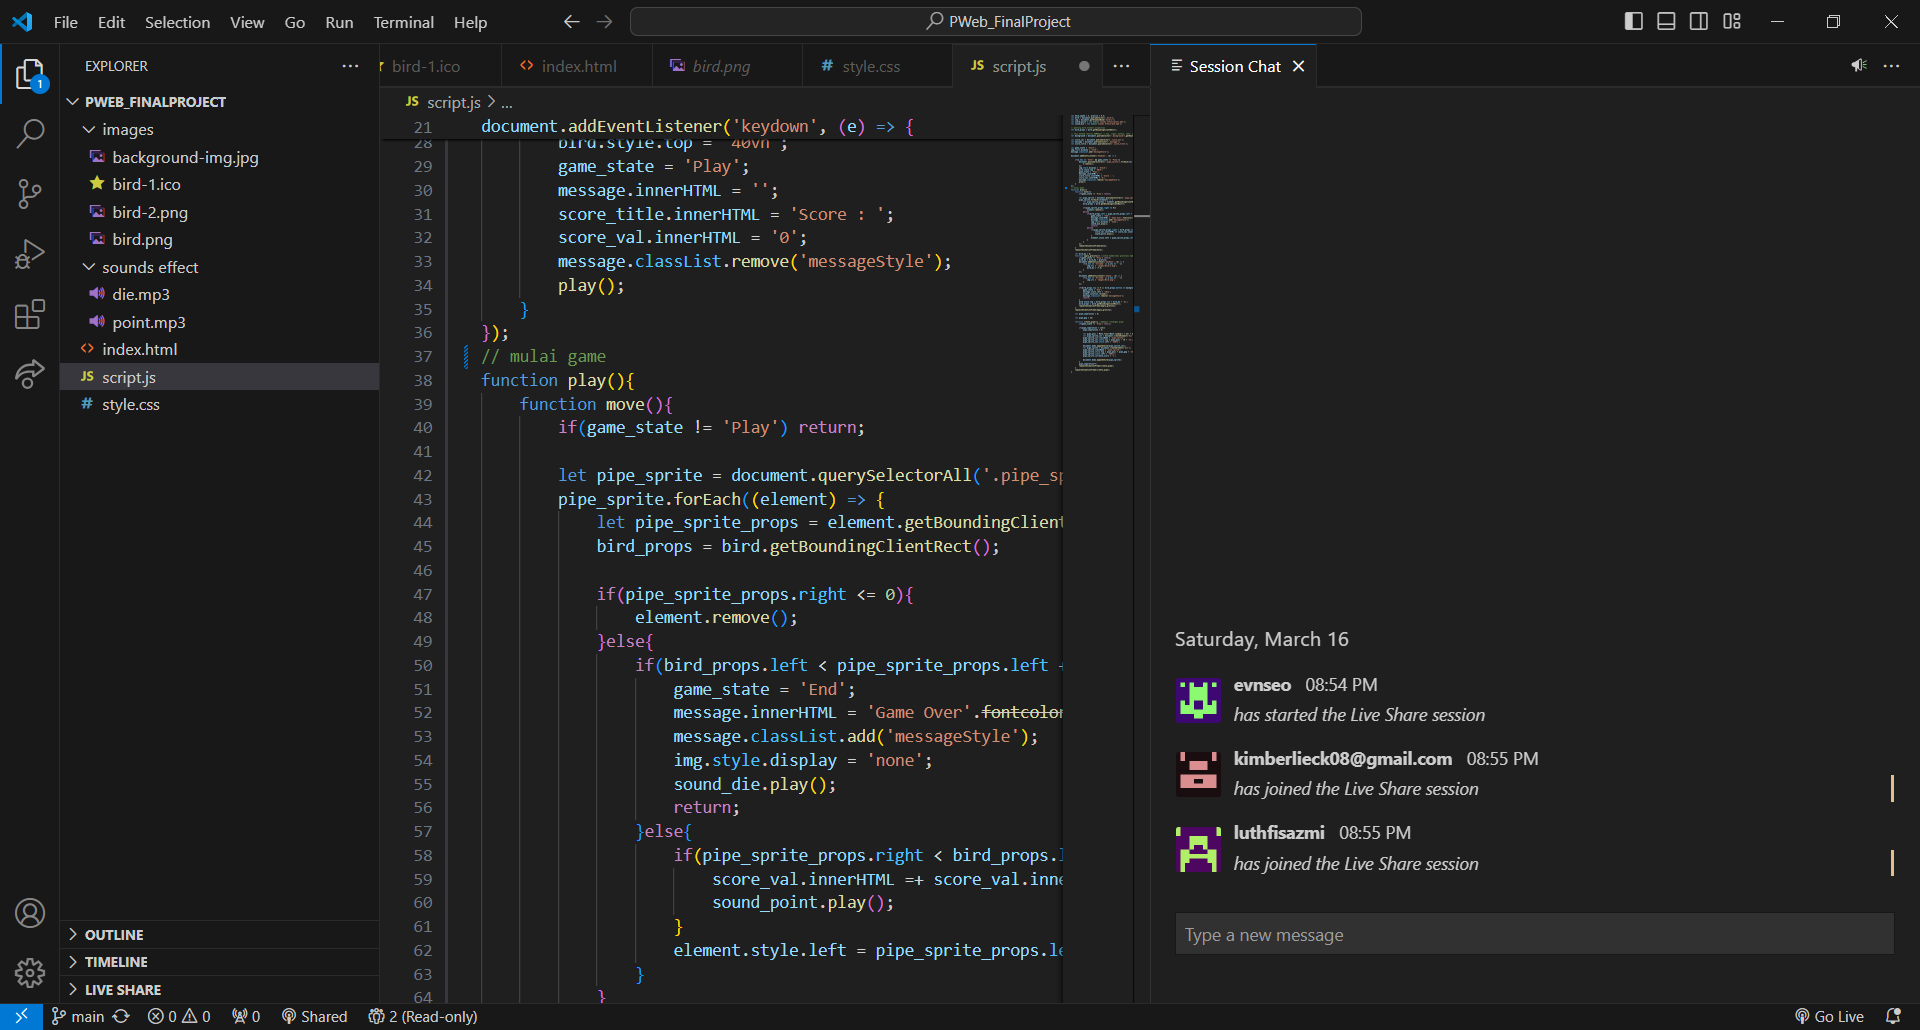 File Edit Selection View Go Run Terminal Help
PWeb_FinalProject
EXPLORER
PWEB_FINALPROJECT
images
background-img.jpg
bird-1.ico
bird-2.png
bird.png
sounds effect
die.mp3
point.mp3
index.html
JS script.js
# style.css
OUTLINE
TIMELINE
LIVE SHARE
bird-1.ico
index.html
bird.png
# style.css
JS script.js
JS script.js > ...
21 document.addEventListener('keydown', (e) => {
28 bird.style.top = '40vh';
29 game_state = 'Play';
30 message.innerHTML = '';
31 score_title.innerHTML = 'Score : ';
32 score_val.innerHTML = '0';
33 message.classList.remove('messageStyle');
34 play();
35 }
36 });
37 // mulai game
38 function play(){
39 function move(){
40 if(game_state != 'Play') return;
41
42 let pipe_sprite = document.querySelectorAll('.pipe_sp
43 pipe_sprite.forEach((element) => {
44 let pipe_sprite_props = element.getBoundingClient
45 bird_props = bird.getBoundingClientRect();
46
47 if(pipe_sprite_props.right <= 0){
48 element.remove();
49 }else{
50 if(bird_props.left < pipe_sprite_props.left +
51 game_state = 'End';
52 message.innerHTML = 'Game Over'.fontcolor
53 message.classList.add('messageStyle');
54 img.style.display = 'none';
55 sound_die.play();
56 return;
57 }else{
58 if(pipe_sprite_props.right < bird_props.l
59 score_val.innerHTML =+ score_val.inne
60 sound_point.play();
61 }
62 element.style.left = pipe_sprite_props.le
63 }
64 }
Session Chat
Saturday, March 16
evnseo 08:54 PM
has started the Live Share session
kimberlieck08@gmail.com 08:55 PM
has joined the Live Share session
luthfisazmi 08:55 PM
has joined the Live Share session
Type a new message
1
main 0 0 0 Shared 2 (Read-only) Go Live